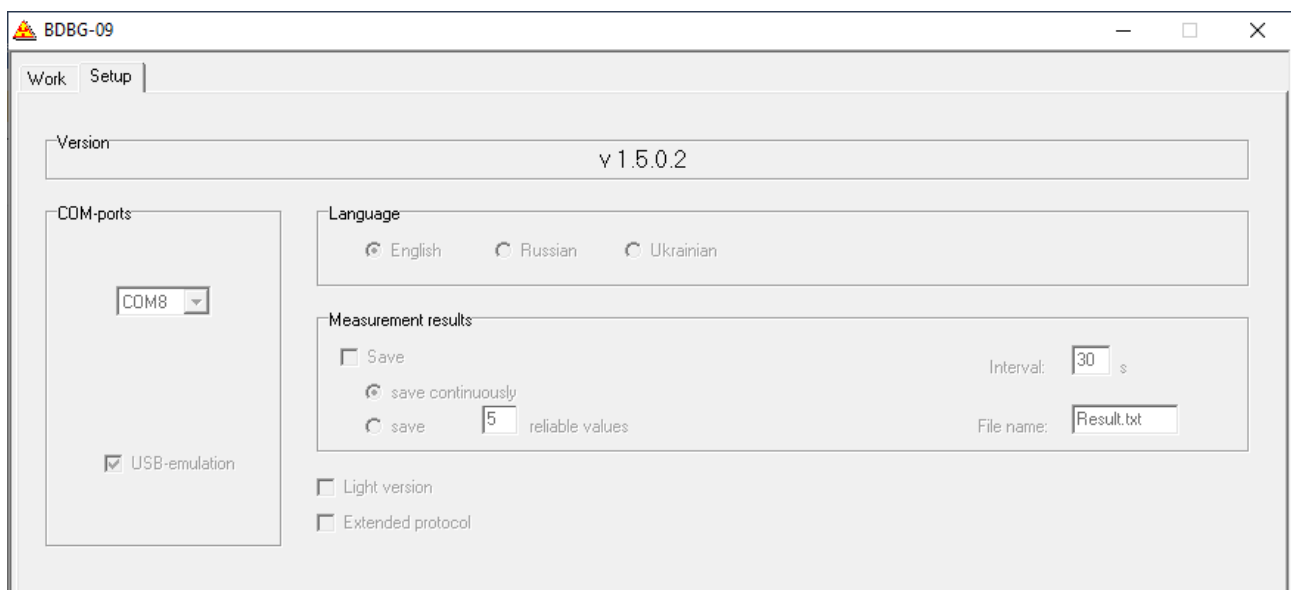 BDBG-09
Work Setup
Version
v 1.5.0.2
COM-ports
COM8
USB-emulation
Language
English Russian Ukrainian
Measurement results
Save
save continuously
save 5 reliable values
Interval: 30 s
File name: Result.txt
Light version
Extended protocol